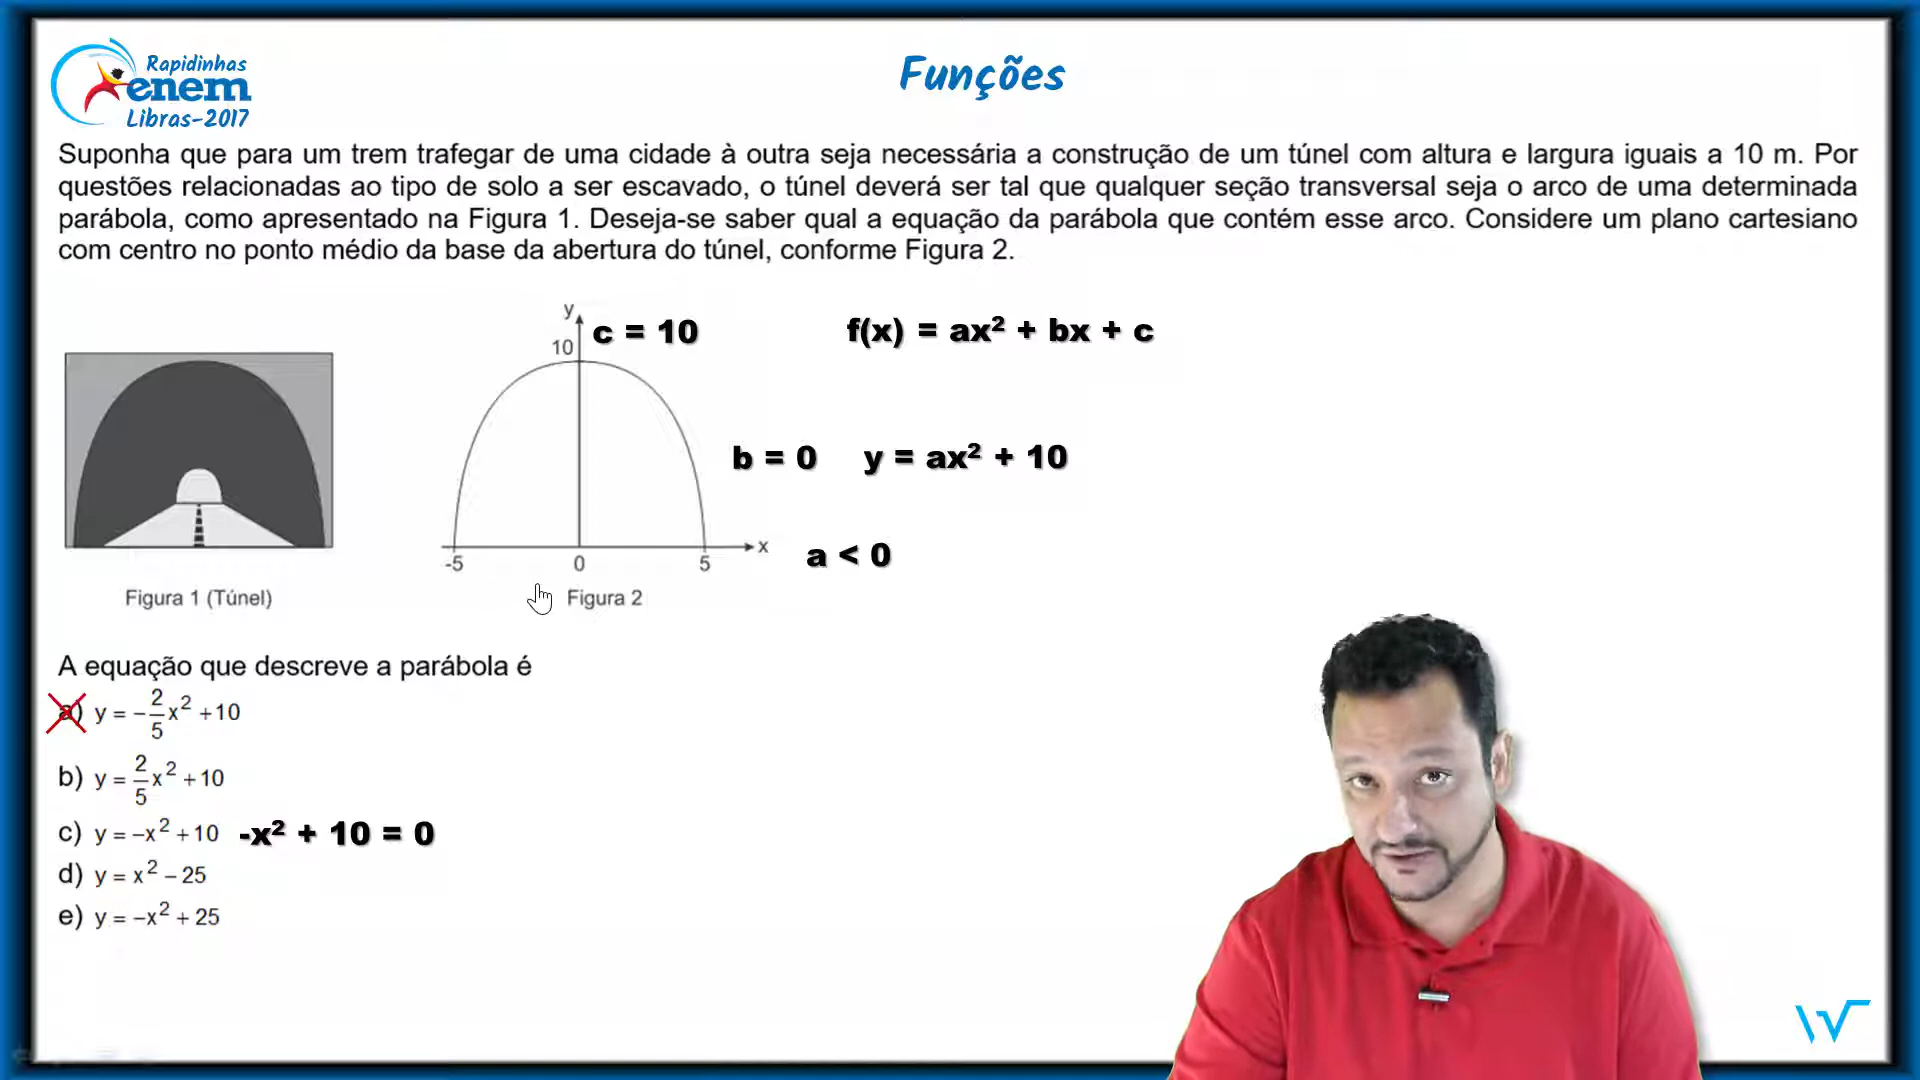 Rapidinhas
enem
Libras-2017
Funções
Suponha que para um trem trafegar de uma cidade à outra seja necessária a construção de um túnel com altura e largura iguais a 10 m. Por
questões relacionadas ao tipo de solo a ser escavado, o túnel deverá ser tal que qualquer seção transversal seja o arco de uma determinada
parábola, como apresentado na Figura 1. Deseja-se saber qual a equação da parábola que contém esse arco. Considere um plano cartesiano
com centro no ponto médio da base da abertura do túnel, conforme Figura 2.
y
10
c = 10
f(x) = ax² + bx + c
b = 0
y = ax² + 10
x
a < 0
-5
0
5
Figura 1 (Túnel)
Figura 2
A equação que descreve a parábola é
a) y = -2/5x² +10
b) y = 2/5x² +10
c) y = –x² +10
-x² + 10 = 0
d) y = x² – 25
e) y = –x² + 25